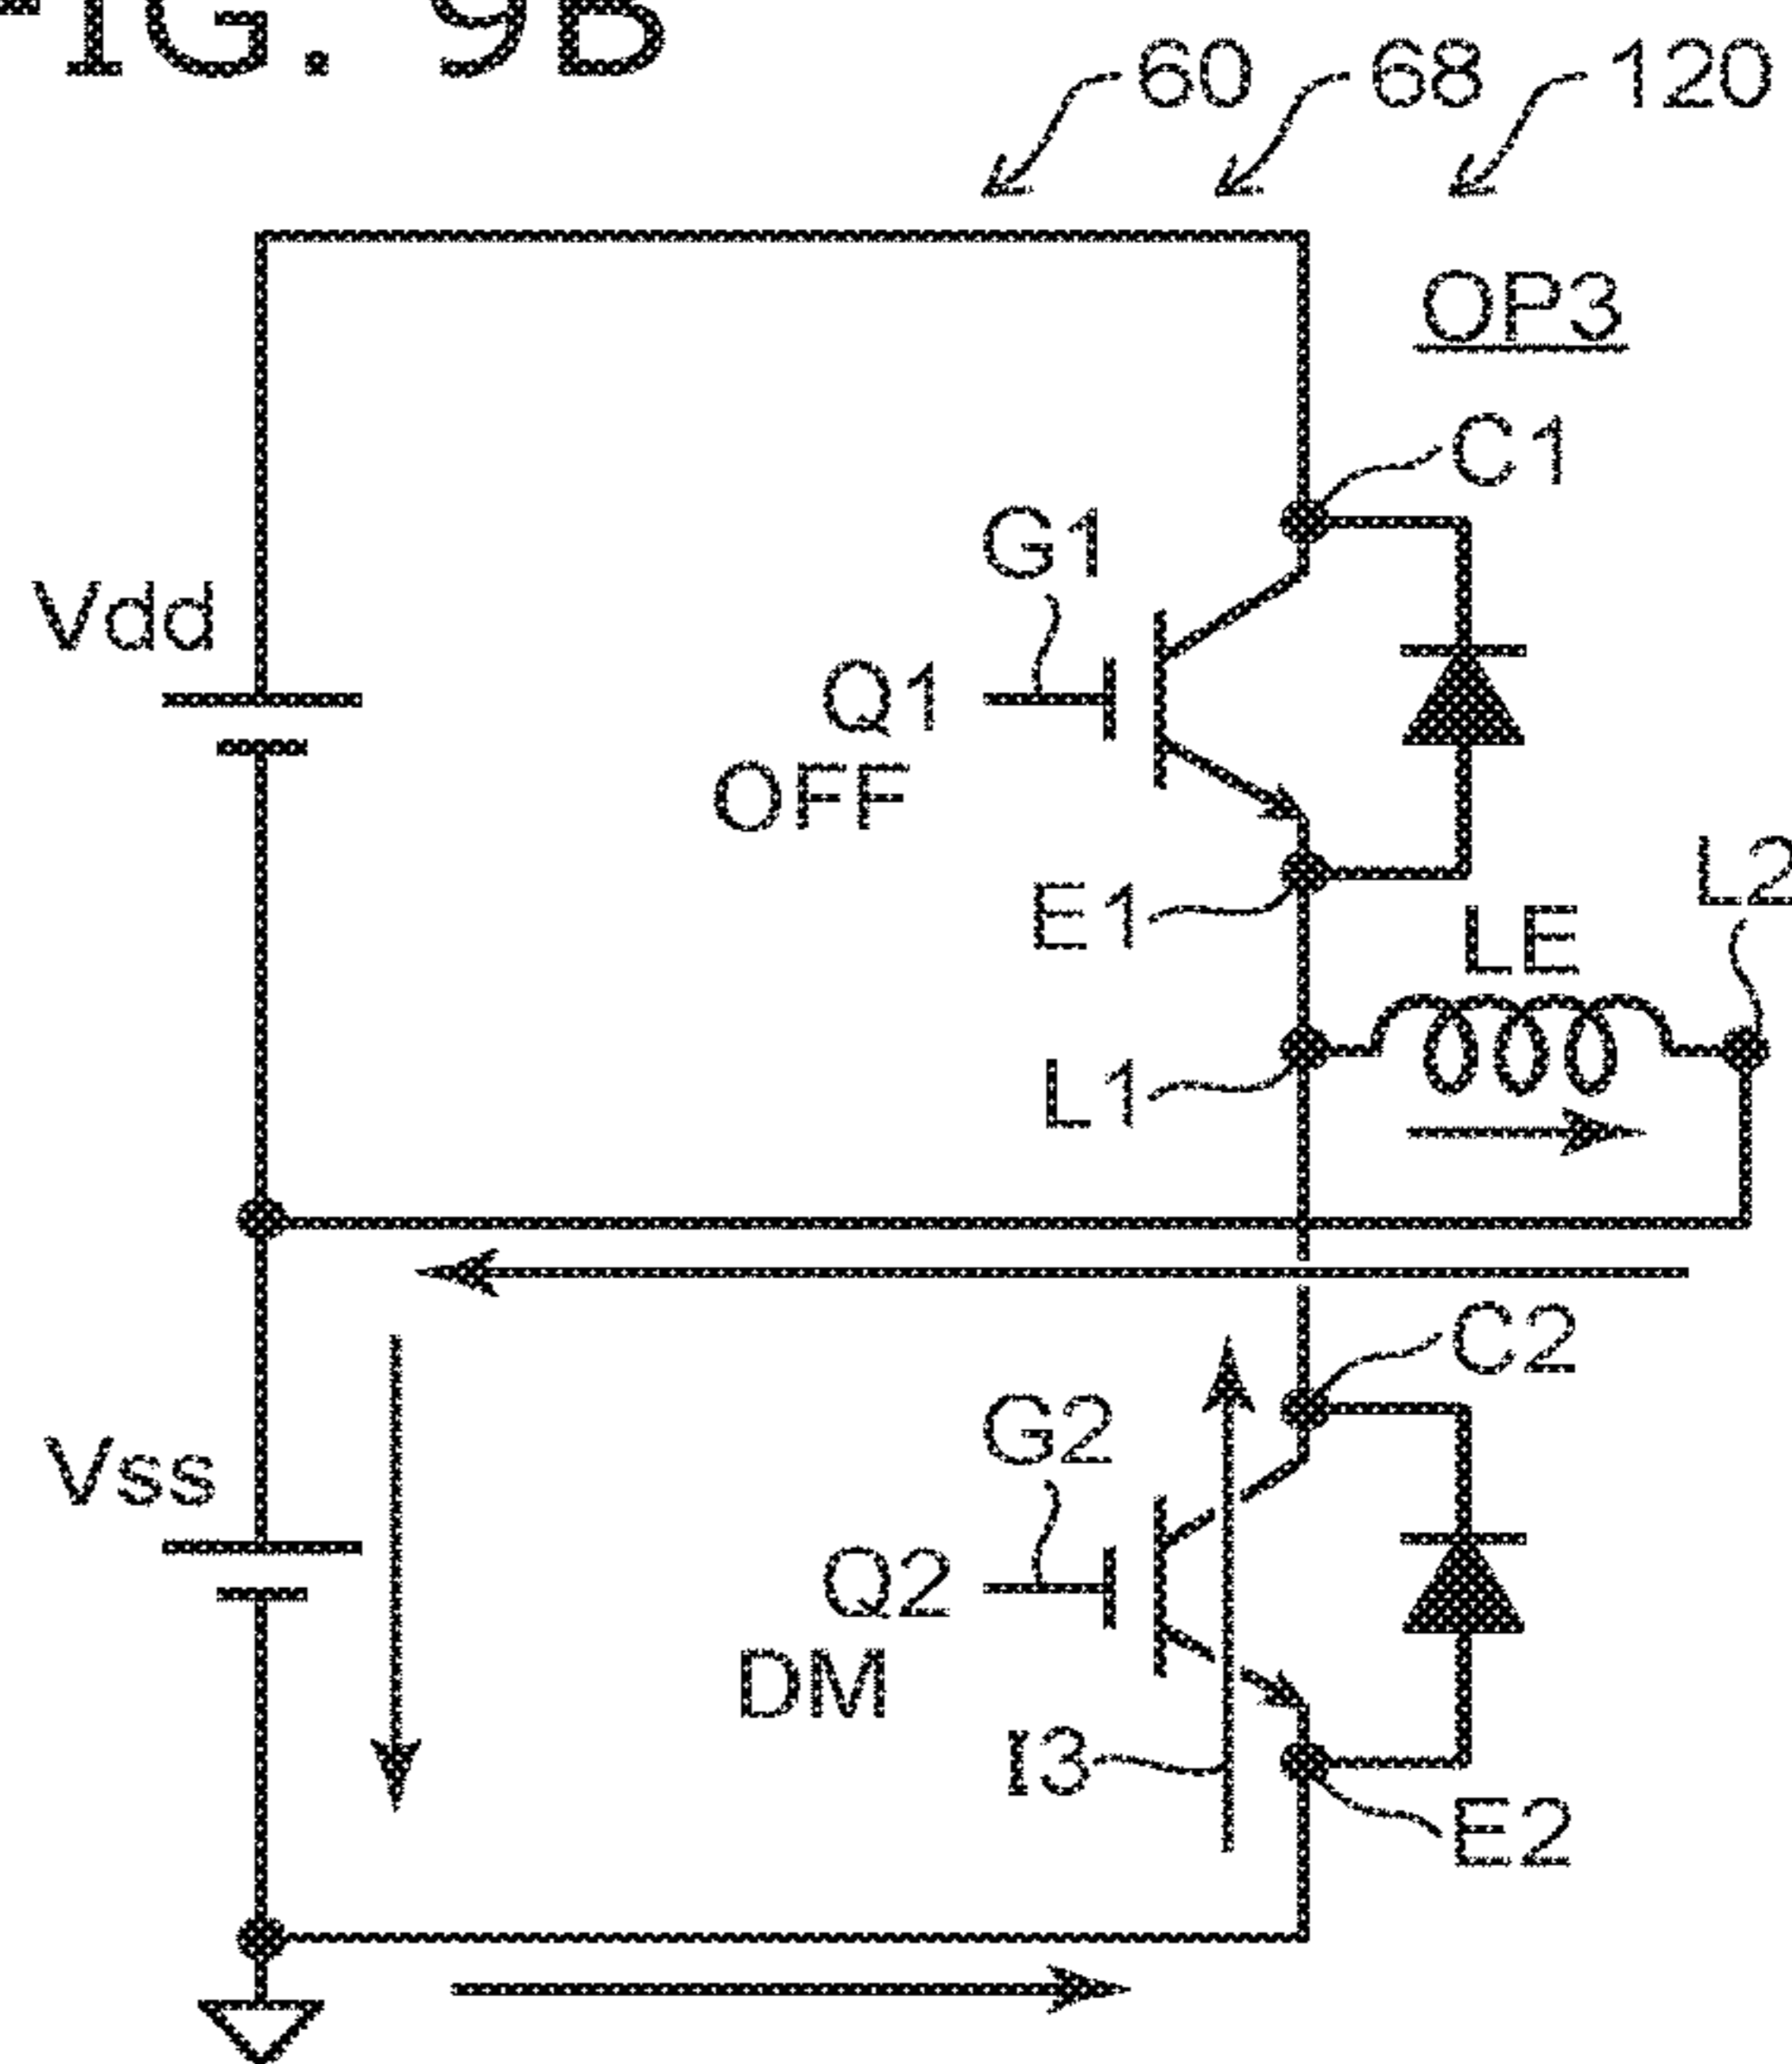 FIG. 9B
60 68 120
OP3
C1
G1
Vdd
Q1
OFF
E1
L2
LE
L1
C2
G2
Vss
Q2
DM
I3
E2